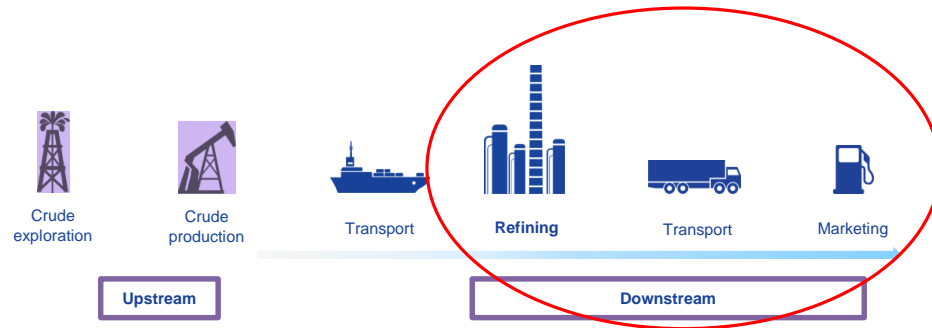 Crude
exploration
Crude
production
Transport
Refining
Transport
Marketing
Upstream
Downstream